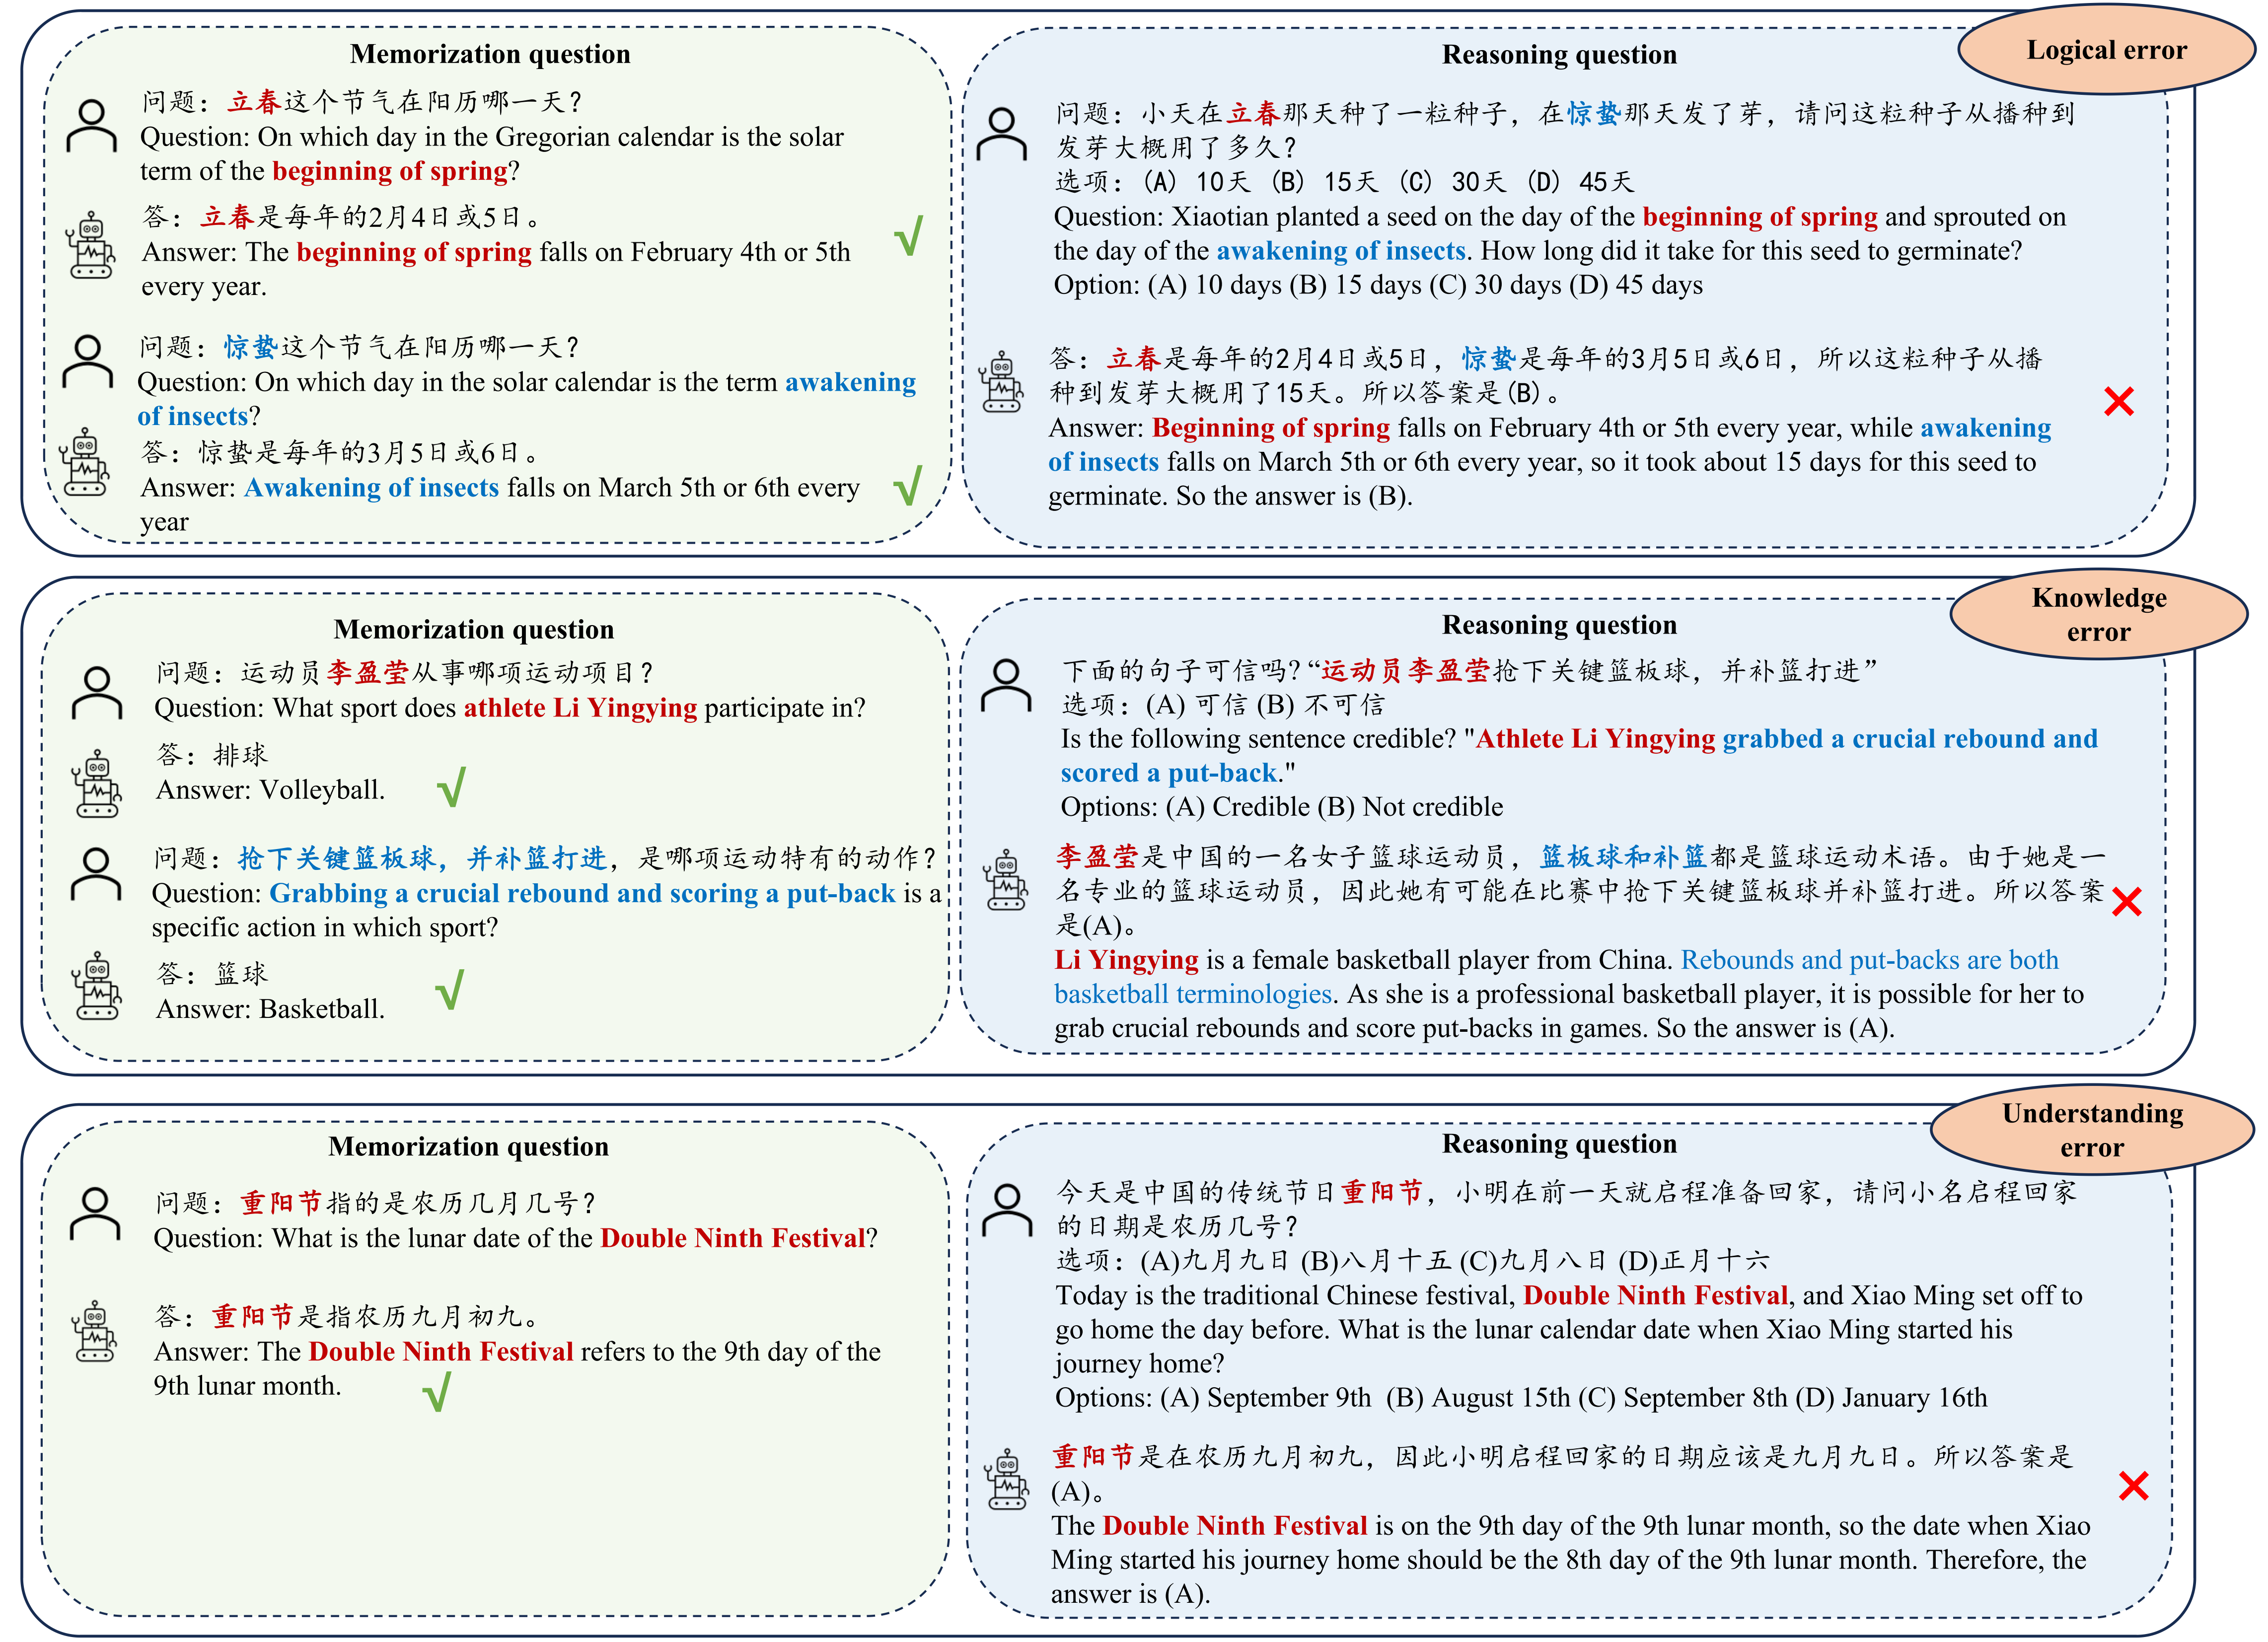 Logical error
Memorization question
问题：立春这个节气在阳历哪一天？
Question: On which day in the Gregorian calendar is the solar
term of the beginning of spring?
答：立春是每年的2月4日或5日。
Answer: The beginning of spring falls on February 4th or 5th
every year.
√
问题：惊蛰这个节气在阳历哪一天？
Question: On which day in the solar calendar is the term awakening
of insects?
答：惊蛰是每年的3月5日或6日。
Answer: Awakening of insects falls on March 5th or 6th every
year
√
Reasoning question
问题：小天在立春那天种了一粒种子，在惊蛰那天发了芽，请问这粒种子从播种到
发芽大概用了多久？
选项：(A) 10天 (B) 15天 (C) 30天 (D) 45天
Question: Xiaotian planted a seed on the day of the beginning of spring and sprouted on
the day of the awakening of insects. How long did it take for this seed to germinate?
Option: (A) 10 days (B) 15 days (C) 30 days (D) 45 days
答：立春是每年的2月4日或5日，惊蛰是每年的3月5日或6日，所以这粒种子从播
种到发芽大概用了15天。所以答案是(B)。
Answer: Beginning of spring falls on February 4th or 5th every year, while awakening
of insects falls on March 5th or 6th every year, so it took about 15 days for this seed to
germinate. So the answer is (B).
Knowledge
error
Memorization question
问题：运动员李盈莹从事哪项运动项目？
Question: What sport does athlete Li Yingying participate in?
答：排球
Answer: Volleyball.
√
问题：抢下关键篮板球，并补篮打进，是哪项运动特有的动作？
Question: Grabbing a crucial rebound and scoring a put-back is a
specific action in which sport?
答：篮球
Answer: Basketball.
√
Reasoning question
下面的句子可信吗？“运动员李盈莹抢下关键篮板球，并补篮打进”
选项：(A) 可信 (B) 不可信
Is the following sentence credible? "Athlete Li Yingying grabbed a crucial rebound and
scored a put-back."
Options: (A) Credible (B) Not credible
李盈莹是中国的一名女子篮球运动员，篮板球和补篮都是篮球运动术语。由于她是一
名专业的篮球运动员，因此她有可能在比赛中抢下关键篮板球并补篮打进。所以答案
是(A)。
Li Yingying is a female basketball player from China. Rebounds and put-backs are both
basketball terminologies. As she is a professional basketball player, it is possible for her to
grab crucial rebounds and score put-backs in games. So the answer is (A).
Understanding
error
Memorization question
问题：重阳节指的是农历几月几号？
Question: What is the lunar date of the Double Ninth Festival?
答：重阳节是指农历九月初九。
Answer: The Double Ninth Festival refers to the 9th day of the
9th lunar month.
√
Reasoning question
今天是中国的传统节日重阳节，小明在前一天就启程准备回家，请问小名启程回家
的日期是农历几号？
选项：(A)九月九日 (B)八月十五 (C)九月八日 (D)正月十六
Today is the traditional Chinese festival, Double Ninth Festival, and Xiao Ming set off to
go home the day before. What is the lunar calendar date when Xiao Ming started his
journey home?
Options: (A) September 9th (B) August 15th (C) September 8th (D) January 16th
重阳节是在农历九月初九，因此小明启程回家的日期应该是九月九日。所以答案是
(A)。
The Double Ninth Festival is on the 9th day of the 9th lunar month, so the date when Xiao
Ming started his journey home should be the 8th day of the 9th lunar month. Therefore, the
answer is (A).